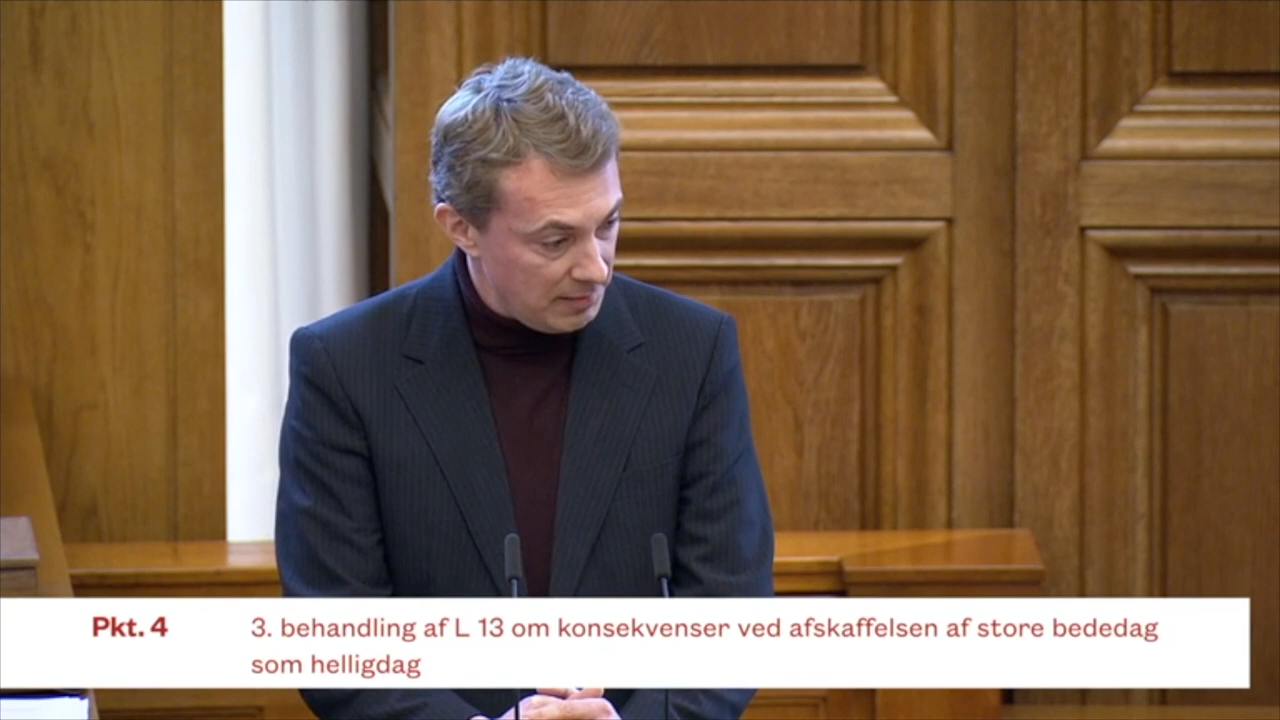 Pkt. 4
3. behandling af L 13 om konsekvenser ved afskaffelsen af store bededag
som helligdag